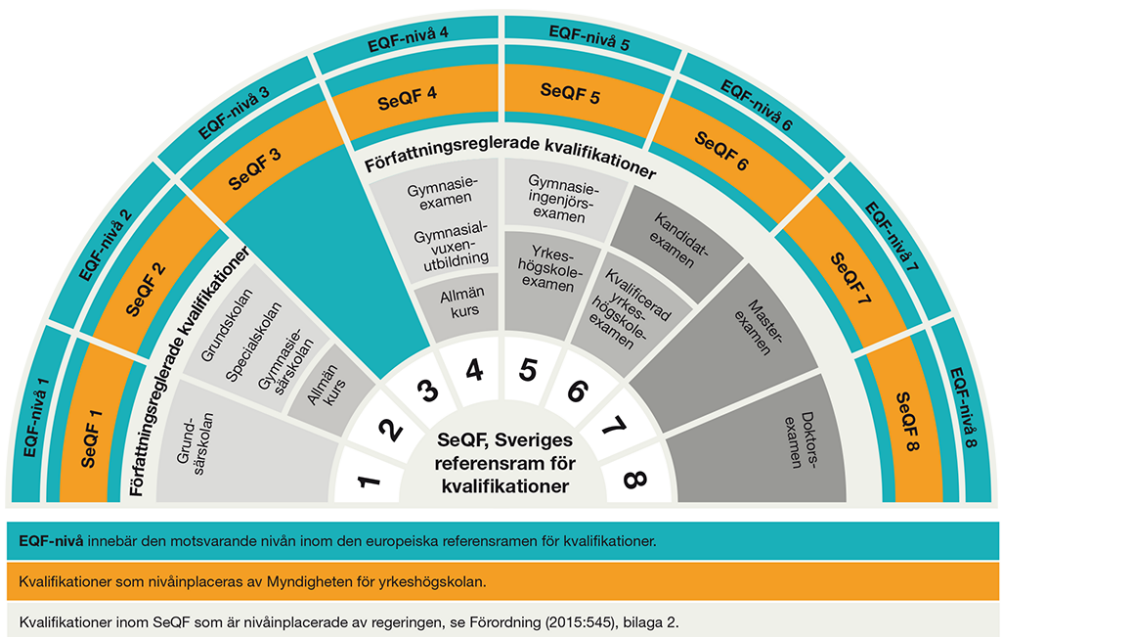 EQF-nivå 1
EQF-nivå 2
EQF-nivå 3
EQF-nivå 4
EQF-nivå 5
EQF-nivå 6
EQF-nivå 7
EQF-nivå 8
SeQF 1
SeQF 2
SeQF 3
SeQF 4
SeQF 5
SeQF 6
SeQF 7
SeQF 8
Författningsreglerade kvalifikationer
Författningsreglerade kvalifikationer
Grund-
särskolan
Grundskolan
Specialskolan
Gymnasie-
särskolan
Allmän
kurs
Gymnasie-
examen
Gymnasial-
vuxen-
utbildning
Allmän
kurs
Gymnasie-
ingenjörs-
examen
Yrkes-
högskole-
examen
Kandidat-
examen
Kvalificerad
yrkes-
högskole-
examen
Master-
examen
Doktors-
examen
1
2
3
4
5
6
7
8
SeQF, Sveriges
referensram för
kvalifikationer
EQF-nivå innebär den motsvarande nivån inom den europeiska referensramen för kvalifikationer.
Kvalifikationer som nivåinplaceras av Myndigheten för yrkeshögskolan.
Kvalifikationer inom SeQF som är nivåinplacerade av regeringen, se Förordning (2015:545), bilaga 2.